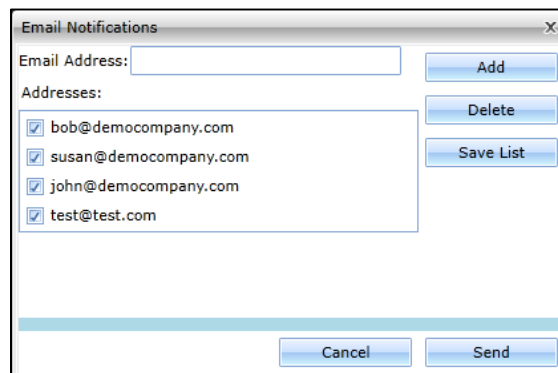 Email Notifications X
Email Address: Add
Addresses: Delete
bob@democompany.com
susan@democompany.com Save List
john@democompany.com
test@test.com
Cancel Send